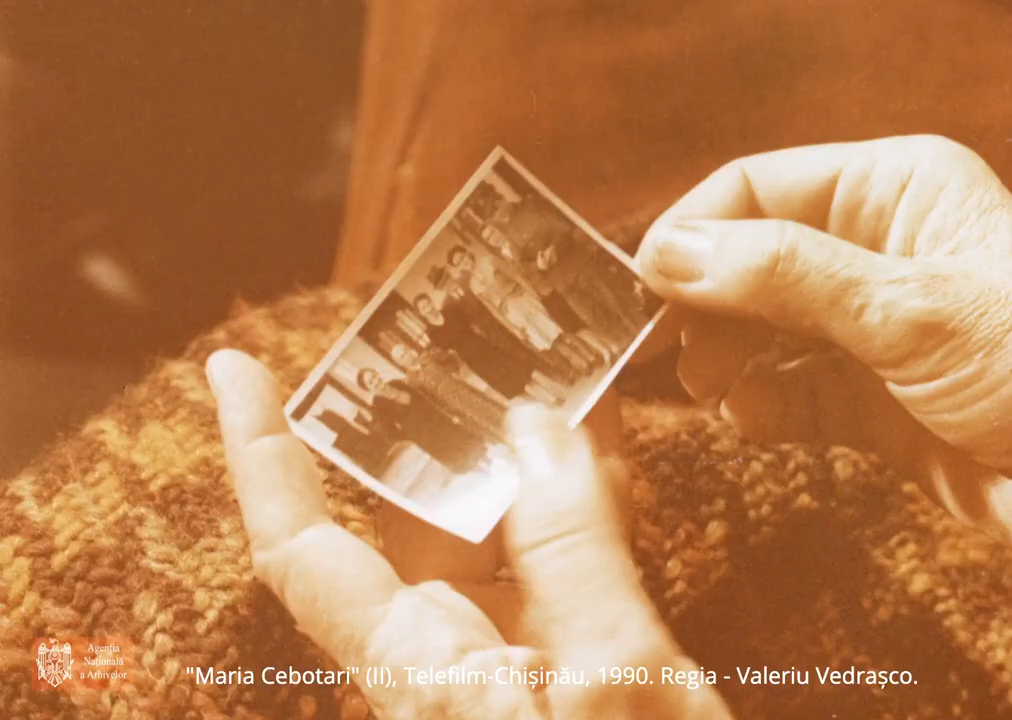 Agenția
Națională
a Arhivelor
"Maria Cebotari" (II), Telefilm-Chișinău, 1990. Regia - Valeriu Vedrașco.